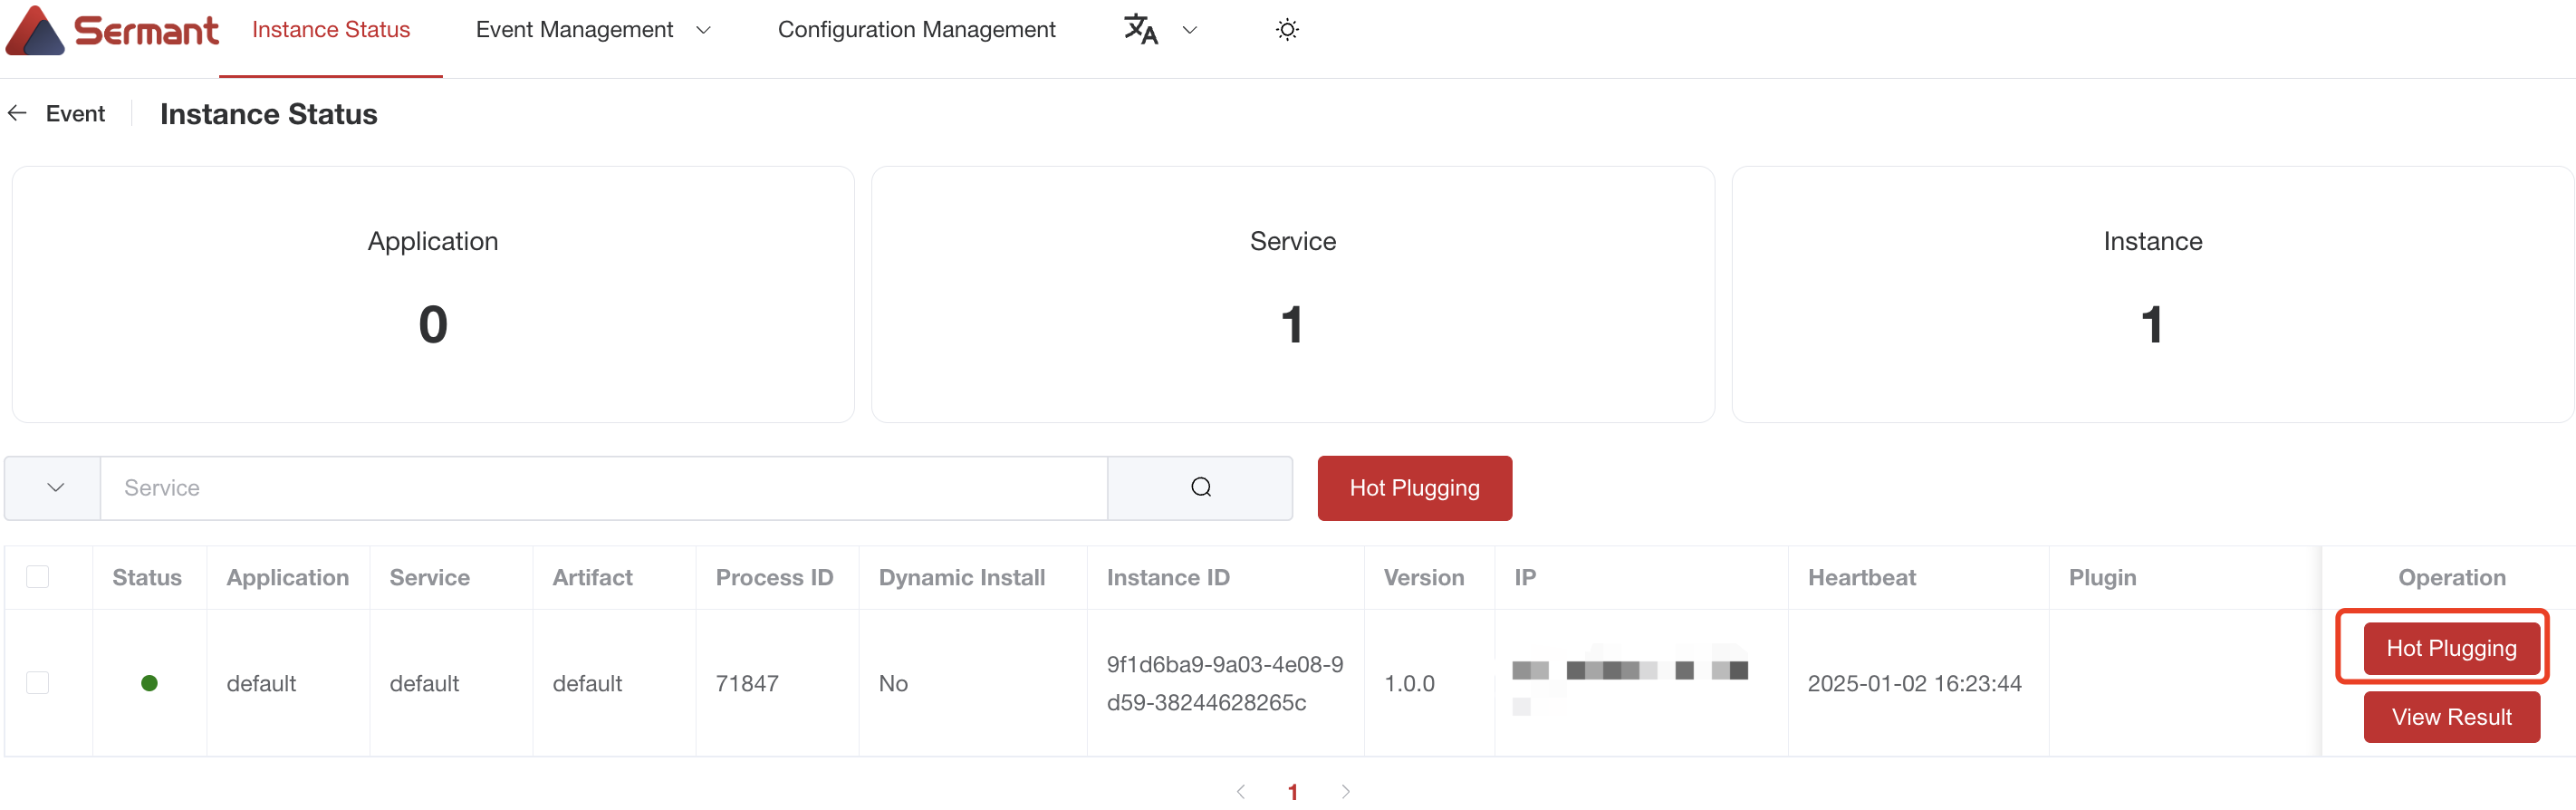 Sermant Instance Status Event Management Configuration Management
Event Instance Status
Application Service Instance
0 1 1
Service Hot Plugging
Status Application Service Artifact Process ID Dynamic Install Instance ID Version IP Heartbeat Plugin Operation
default default default 71847 No 9f1d6ba9-9a03-4e08-9 1.0.0 2025-01-02 16:23:44 Hot Plugging
d59-38244628265c View Result
1